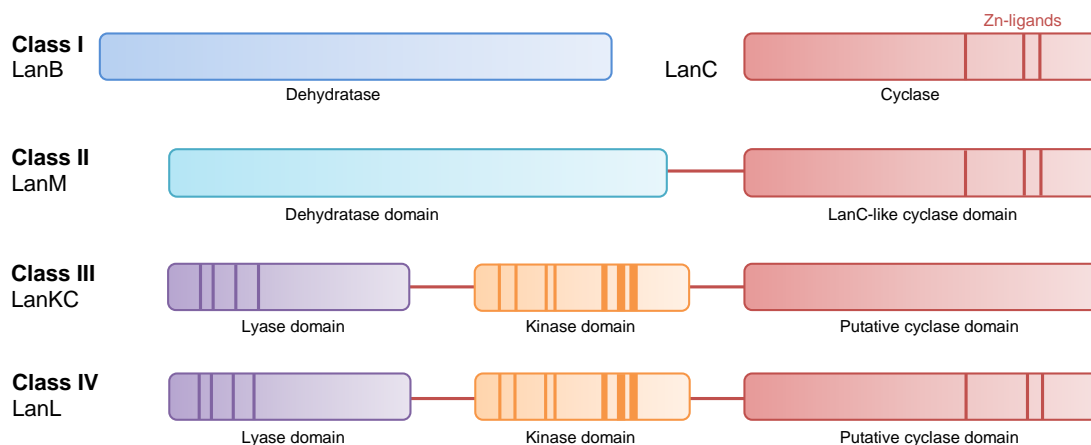 Zn-ligands
Class I
LanB
LanC
Dehydratase
Cyclase
Class II
LanM
Dehydratase domain
LanC-like cyclase domain
Class III
LanKC
Lyase domain
Kinase domain
Putative cyclase domain
Class IV
LanL
Lyase domain
Kinase domain
Putative cyclase domain